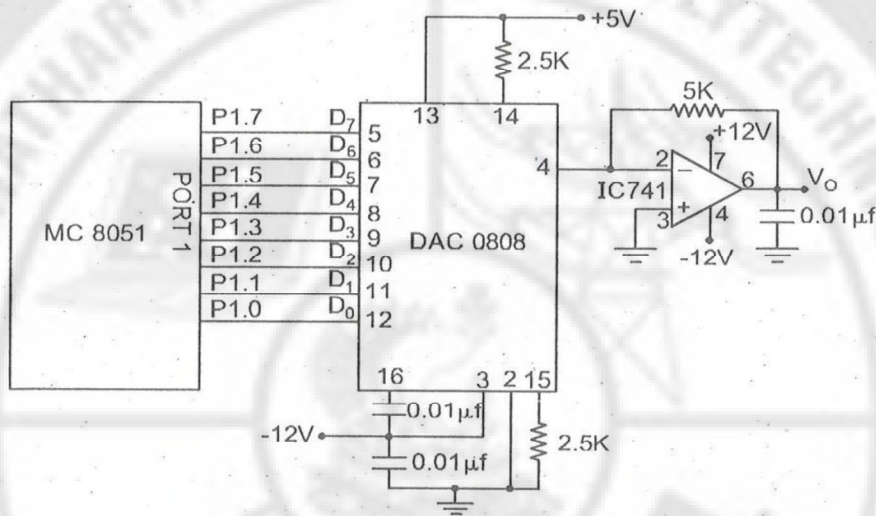 +5V
2.5K
5K
+12V
13
14
P1.7 D7 5
P1.6 D6 6
P1.5 D5 7
P1.4 D4 8
P1.3 D3 9
P1.2 D2 10
P1.1 D1 11
P1.0 D0 12
PORT 1
MC 8051
DAC 0808
4
2
7
6
VO
IC741
3
4
-12V
0.01µf
16
3
2
15
0.01µf
-12V
0.01µf
2.5K